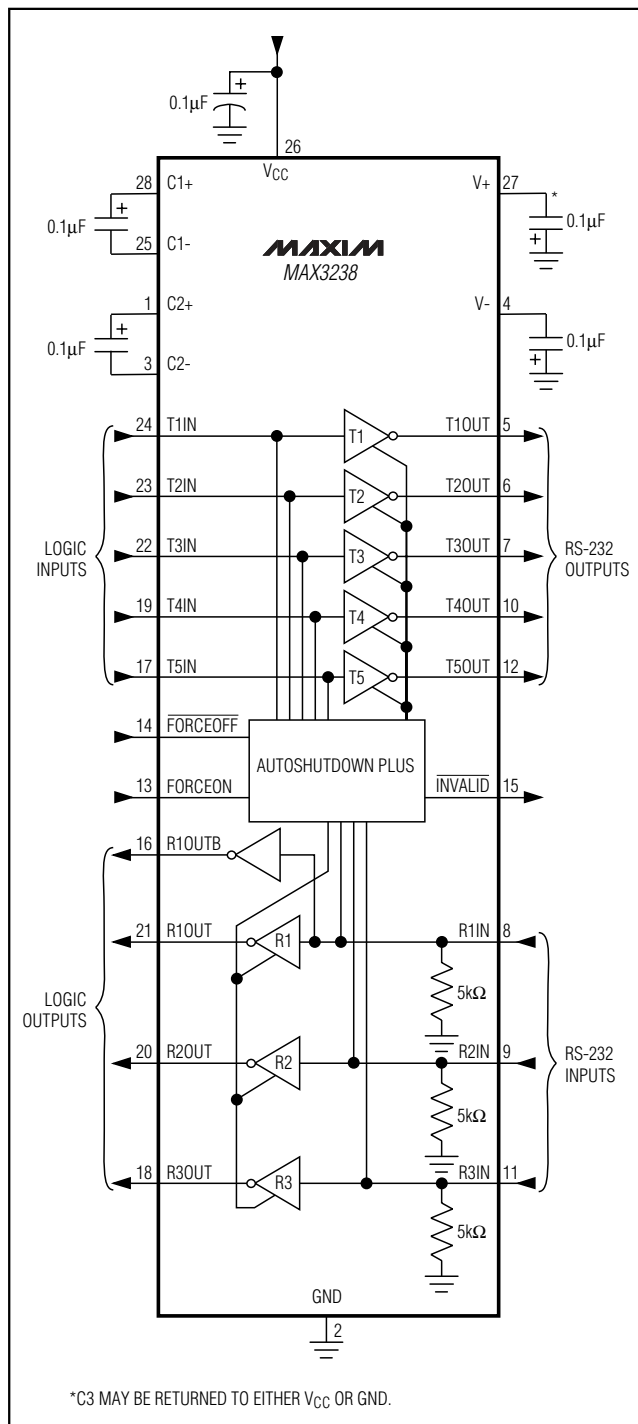 0.1µF
+
26
VCC
28 C1+
V+ 27
0.1µF
+
*
0.1µF
+
25 C1-
MAXIM
MAX3238
1 C2+
V- 4
0.1µF
+
0.1µF
+
3 C2-
24 T1IN T1 T1OUT 5
23 T2IN T2 T2OUT 6
LOGIC
INPUTS
22 T3IN T3 T3OUT 7
RS-232
OUTPUTS
19 T4IN T4 T4OUT 10
17 T5IN T5 T5OUT 12
14 FORCEOFF
AUTOSHUTDOWN PLUS
13 FORCEON
INVALID 15
16 R1OUTB
21 R1OUT R1 R1IN 8
5kΩ
LOGIC
OUTPUTS
20 R2OUT R2 R2IN 9
RS-232
INPUTS
5kΩ
18 R3OUT R3 R3IN 11
5kΩ
GND
2
*C3 MAY BE RETURNED TO EITHER VCC OR GND.